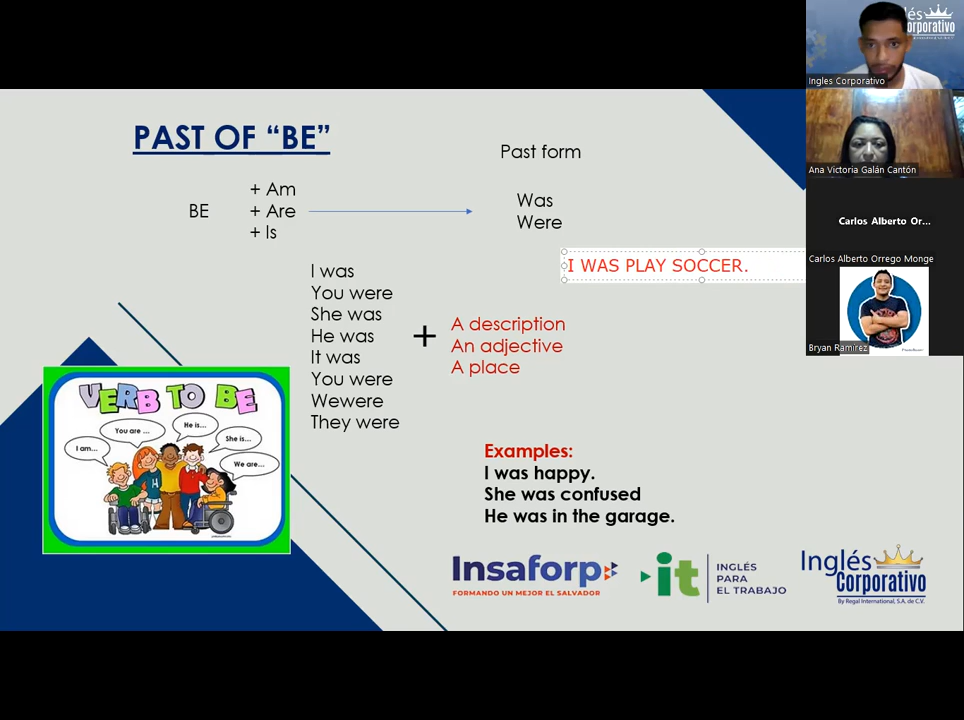 PAST OF “BE”
Past form
BE
+ Am
+ Are
+ Is
Was
Were
I WAS PLAY SOCCER.
I was
You were
She was
He was
It was
You were
Wewere
They were
+
A description
An adjective
A place
Examples:
I was happy.
She was confused
He was in the garage.
VERB TO BE
I am...
You are ...
He is...
She is...
We are...
H
Insaforp
FORMANDO UN MEJOR EL SALVADOR
it
INGLÉS
PARA
EL TRABAJO
Inglés
Corporativo
By Regal International, S.A. de C.V.
lés
orporativo
Ingles Corporativo
Ana Victoria Galán Cantón
Carlos Alberto Or...
Carlos Alberto Orrego Monge
Bryan Ramirez